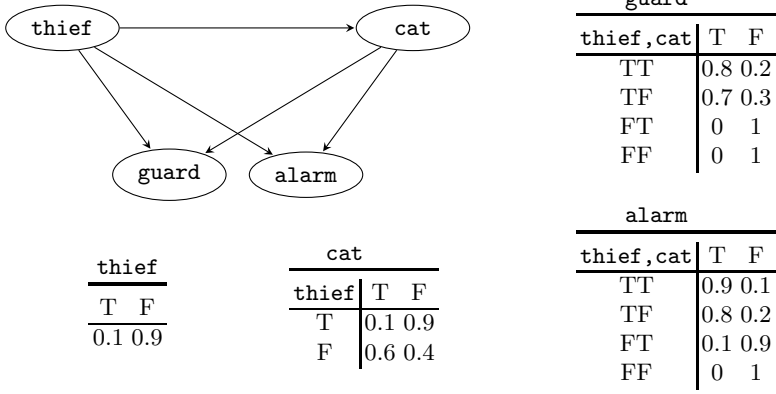 thief
cat
guard
alarm
guard
thief,cat T F
TT 0.8 0.2
TF 0.7 0.3
FT 0 1
FF 0 1
alarm
thief,cat T F
TT 0.9 0.1
TF 0.8 0.2
FT 0.1 0.9
FF 0 1
thief
T F
0.1 0.9
cat
thief T F
T 0.1 0.9
F 0.6 0.4